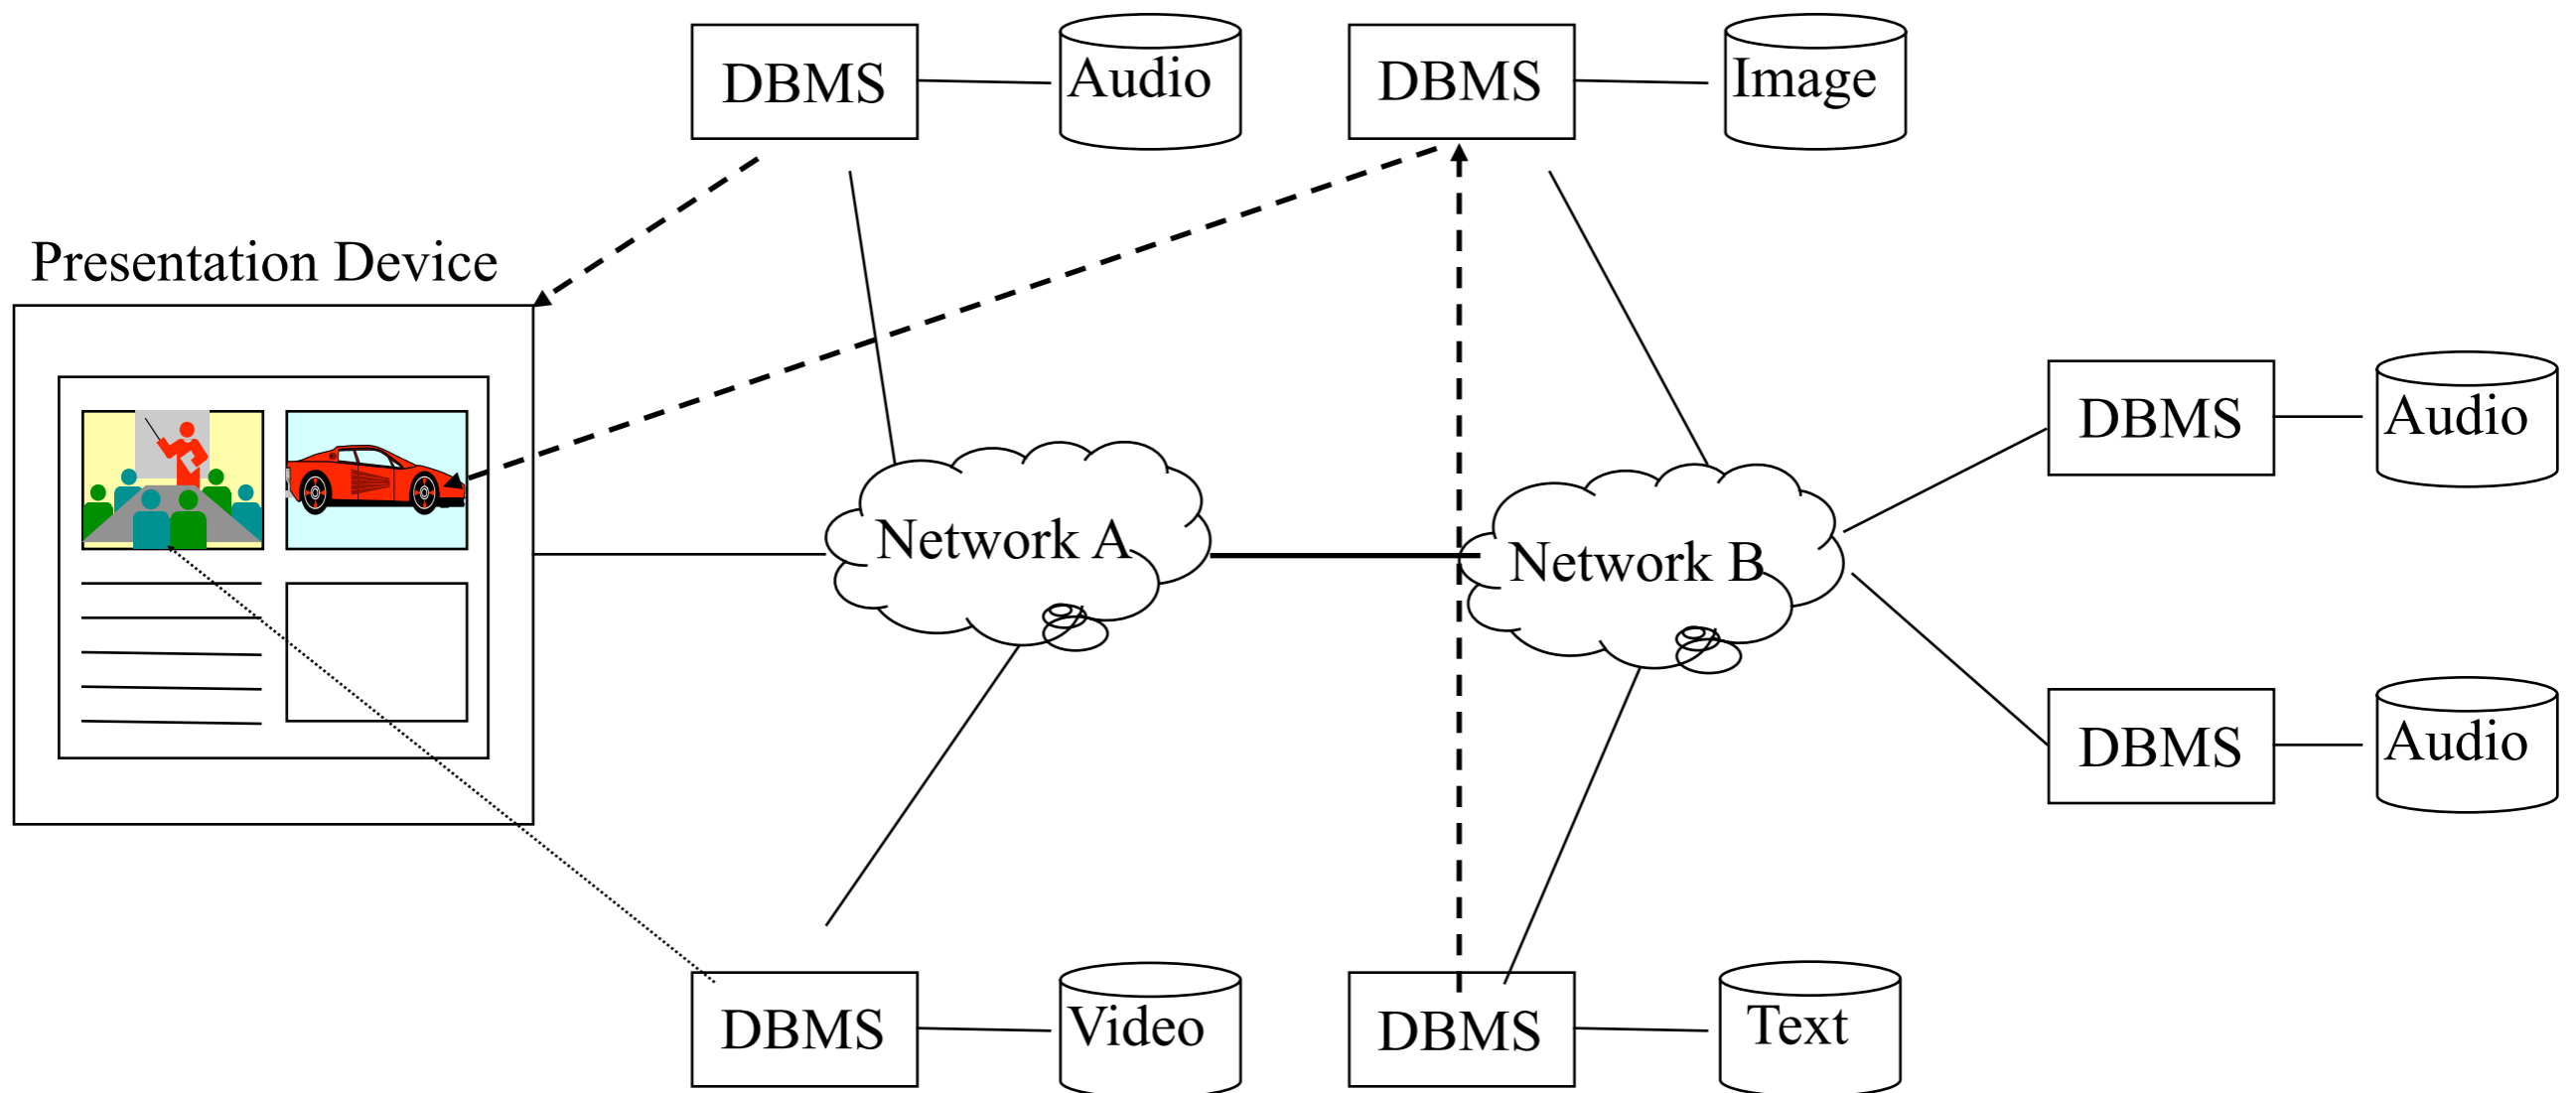 DBMS
Audio
DBMS
Image
Presentation Device
DBMS
Audio
Network A
Network B
DBMS
Audio
DBMS
Video
DBMS
Text